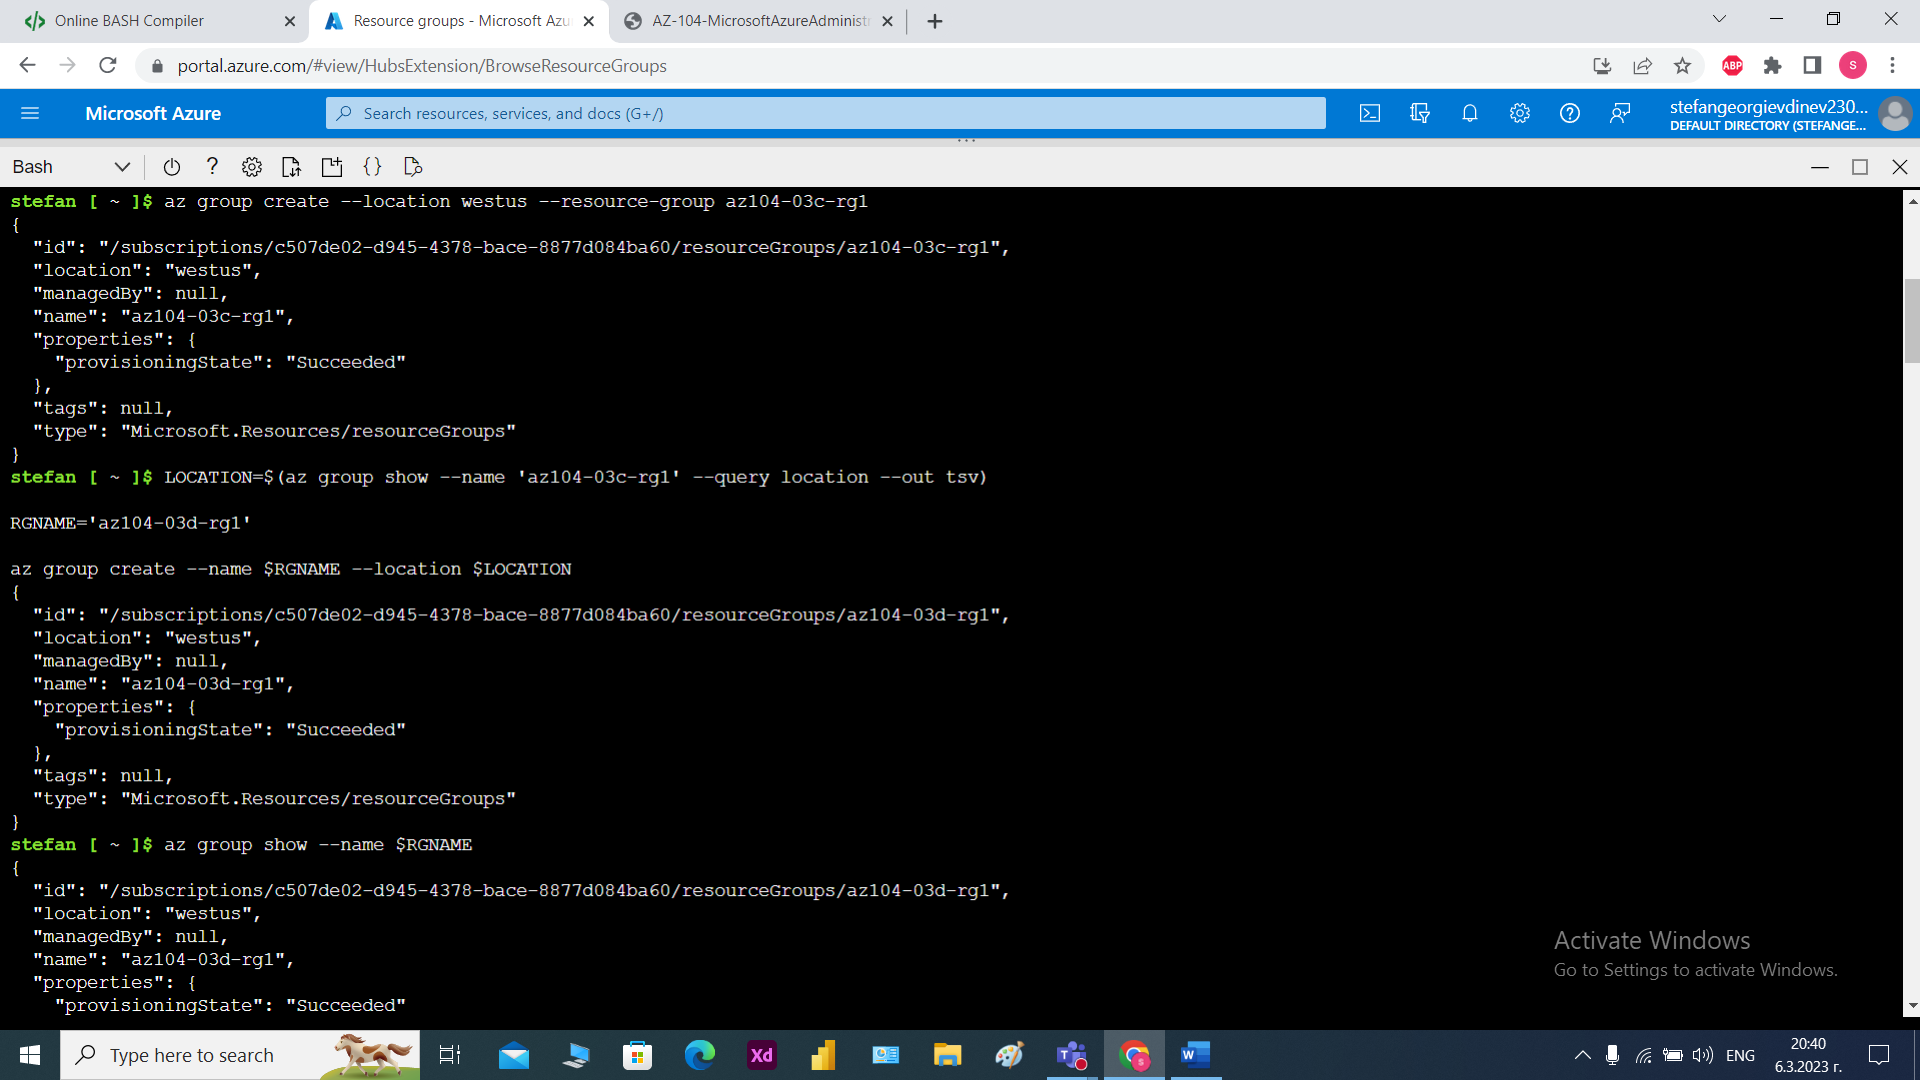 Online BASH Compiler
Resource groups - Microsoft Azu
AZ-104-MicrosoftAzureAdminist
portal.azure.com/#view/HubsExtension/BrowseResourceGroups
ABP
S
Microsoft Azure
Search resources, services, and docs (G+/)
stefangeorgievdinev230...
DEFAULT DIRECTORY (STEFANGE...
Bash
stefan [ ~ ]$ az group create --location westus --resource-group az104-03c-rg1
{
  "id": "/subscriptions/c507de02-d945-4378-bace-8877d084ba60/resourceGroups/az104-03c-rg1",
  "location": "westus",
  "managedBy": null,
  "name": "az104-03c-rg1",
  "properties": {
    "provisioningState": "Succeeded"
  },
  "tags": null,
  "type": "Microsoft.Resources/resourceGroups"
}
stefan [ ~ ]$ LOCATION=$(az group show --name 'az104-03c-rg1' --query location --out tsv)
RGNAME='az104-03d-rg1'
az group create --name $RGNAME --location $LOCATION
{
  "id": "/subscriptions/c507de02-d945-4378-bace-8877d084ba60/resourceGroups/az104-03d-rg1",
  "location": "westus",
  "managedBy": null,
  "name": "az104-03d-rg1",
  "properties": {
    "provisioningState": "Succeeded"
  },
  "tags": null,
  "type": "Microsoft.Resources/resourceGroups"
}
stefan [ ~ ]$ az group show --name $RGNAME
{
  "id": "/subscriptions/c507de02-d945-4378-bace-8877d084ba60/resourceGroups/az104-03d-rg1",
  "location": "westus",
  "managedBy": null,
  "name": "az104-03d-rg1",
  "properties": {
    "provisioningState": "Succeeded"
Activate Windows
Go to Settings to activate Windows.
Type here to search
Xd
ENG
20:40
6.3.2023 г.